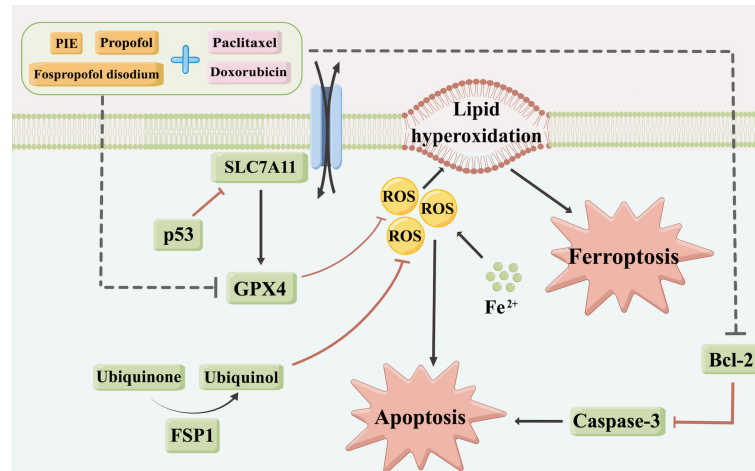 PIE
Propofol
Paclitaxel
Fospropofol disodium
Doxorubicin
Lipid
hyperoxidation
SLC7A11
ROS
ROS
ROS
p53
GPX4
Fe²⁺
Ferroptosis
Bcl-2
Ubiquinone
Ubiquinol
FSP1
Apoptosis
Caspase-3